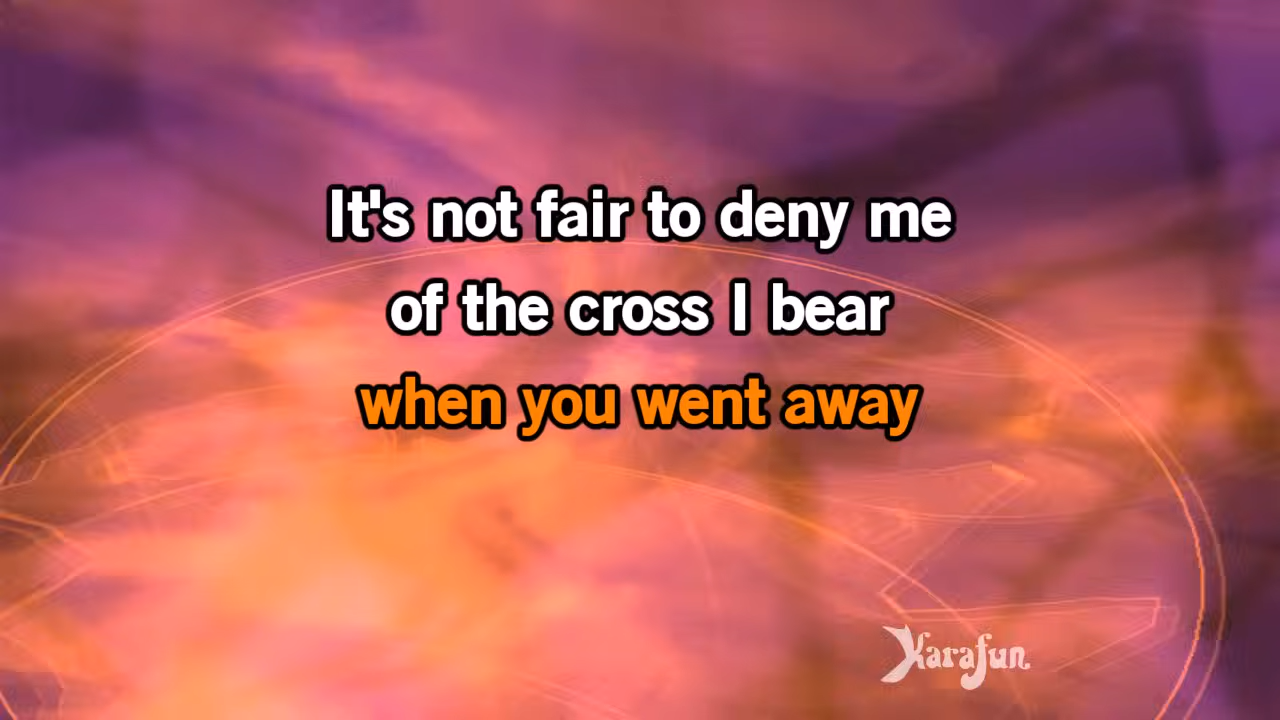 It's not fair to deny me
of the cross I bear
when you went away
Karafun